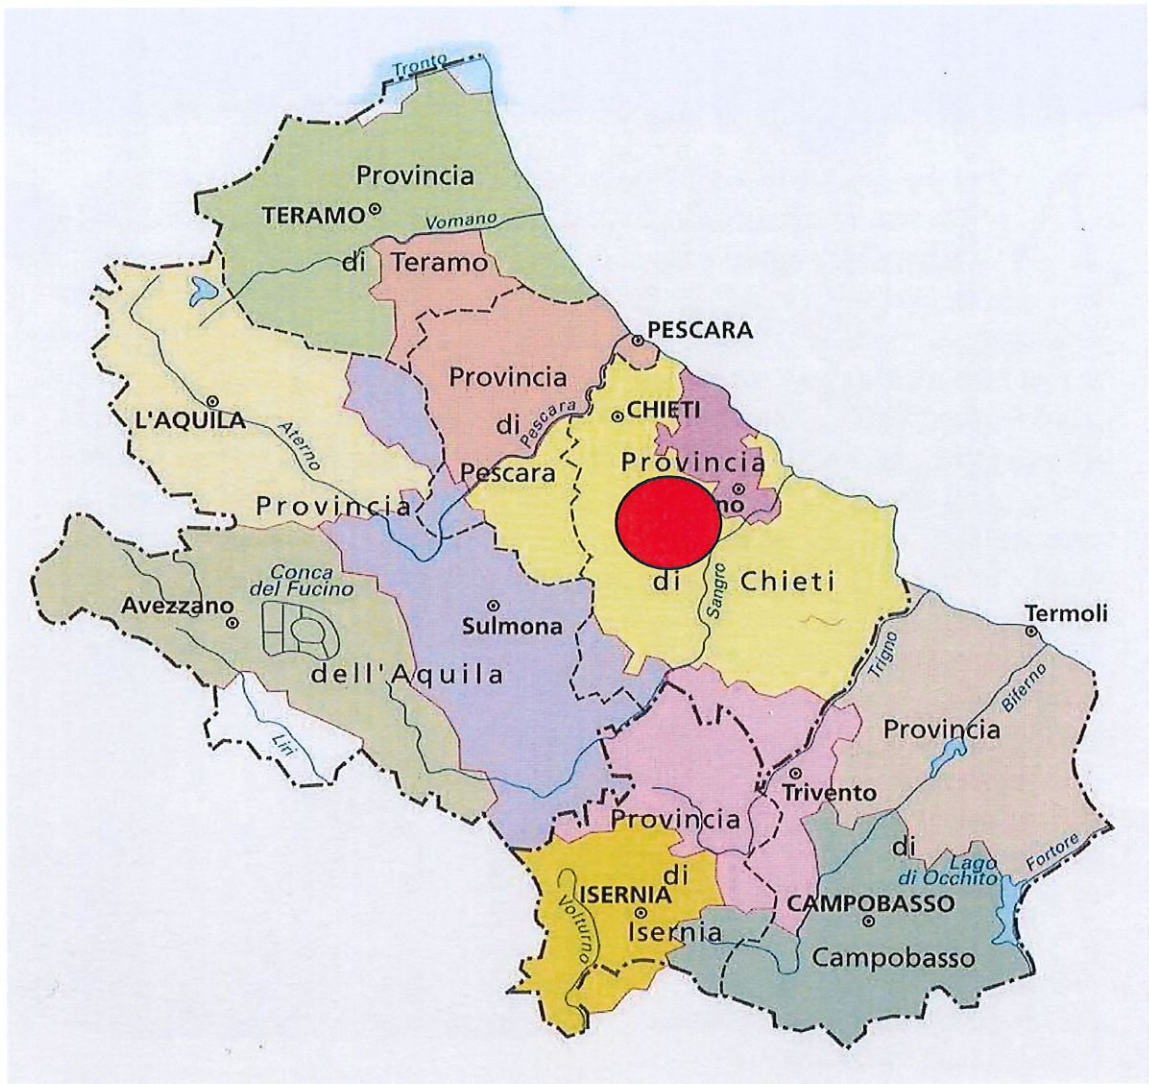 Tronto
Provincia
TERAMO
Vomano
di Teramo
PESCARA
Provincia
di
Pescara
CHIETI
L'AQUILA
Aterno
Provincia
Pescara
Provincia
no
Conca
del Fucino
di
Chieti
Sangro
Avezzano
Sulmona
Termoli
dell'Aquila
Trigno
Biferno
Liri
Provincia
Trivento
Provincia
di
Lago
di Occhito
Fortore
di
ISERNIA
Volturno
Isernia
CAMPOBASSO
Campobasso